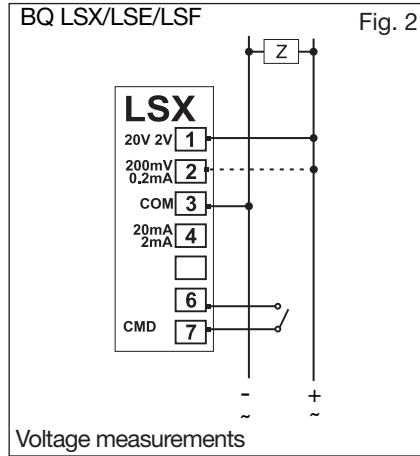 BQ LSX/LSE/LSF
Fig. 2
Z
LSX
20V 2V 1
200mV 2
0.2mA
COM 3
20mA 4
2mA
6
CMD 7
- +
~ ~
Voltage measurements